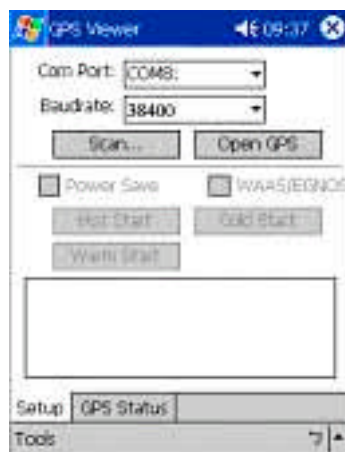 GPS Viewer 09:37
Com Port: COM8:
Baudrate: 38400
Scan... Open GPS
Power Save WAAS/EGNOS
Hot Start Cold Start
Warm Start
Setup GPS Status
Tools